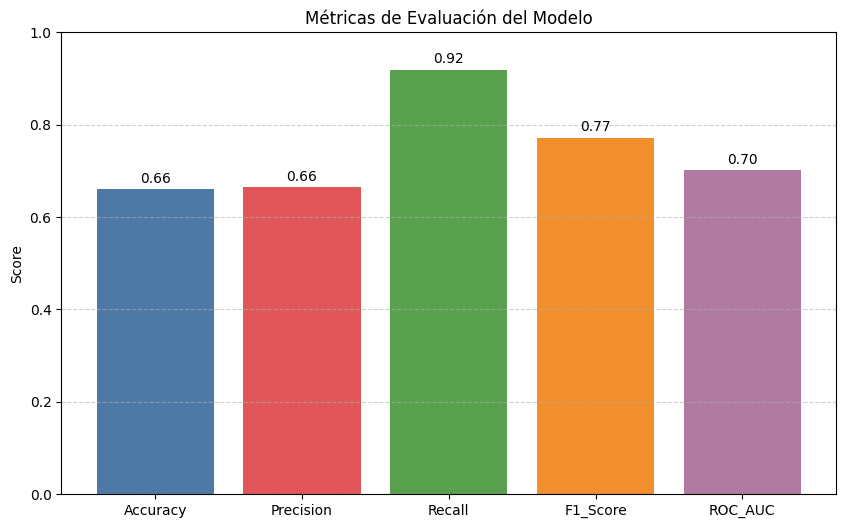 Métricas de Evaluación del Modelo
1.0
0.8
0.6
0.4
0.2
0.0
Score
0.66
0.66
0.92
0.77
0.70
Accuracy
Precision
Recall
F1_Score
ROC_AUC